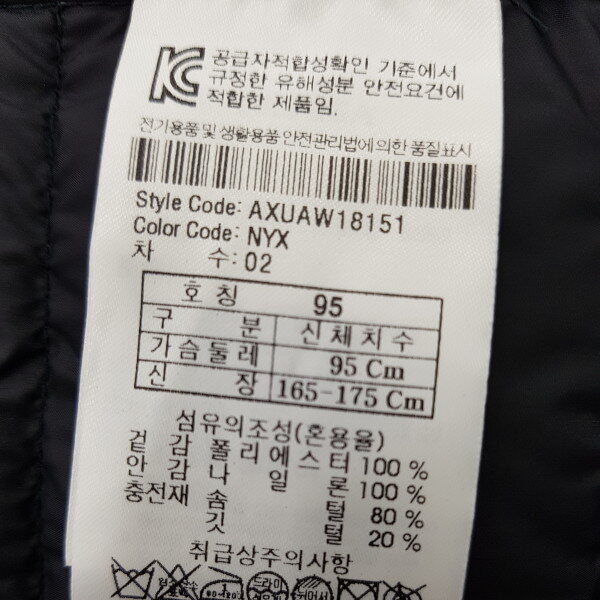 KC
공급자적합성확인 기준에서
규정한 유해성분 안전요건에
적합한 제품임.
전기용품 및 생활용품 안전관리법에 의한 품질표시
Style Code: AXUAW18151
Color Code: NYX
차 수: 02
호칭 95
구 분 신체치수
가슴둘레 95 Cm
신 장 165-175 Cm
섬유의조성(혼용율)
겉감 폴리에스터 100 %
안감 나일론 100 %
충전재 솜털 80 %
깃털 20 %
취급상주의사항
드라이